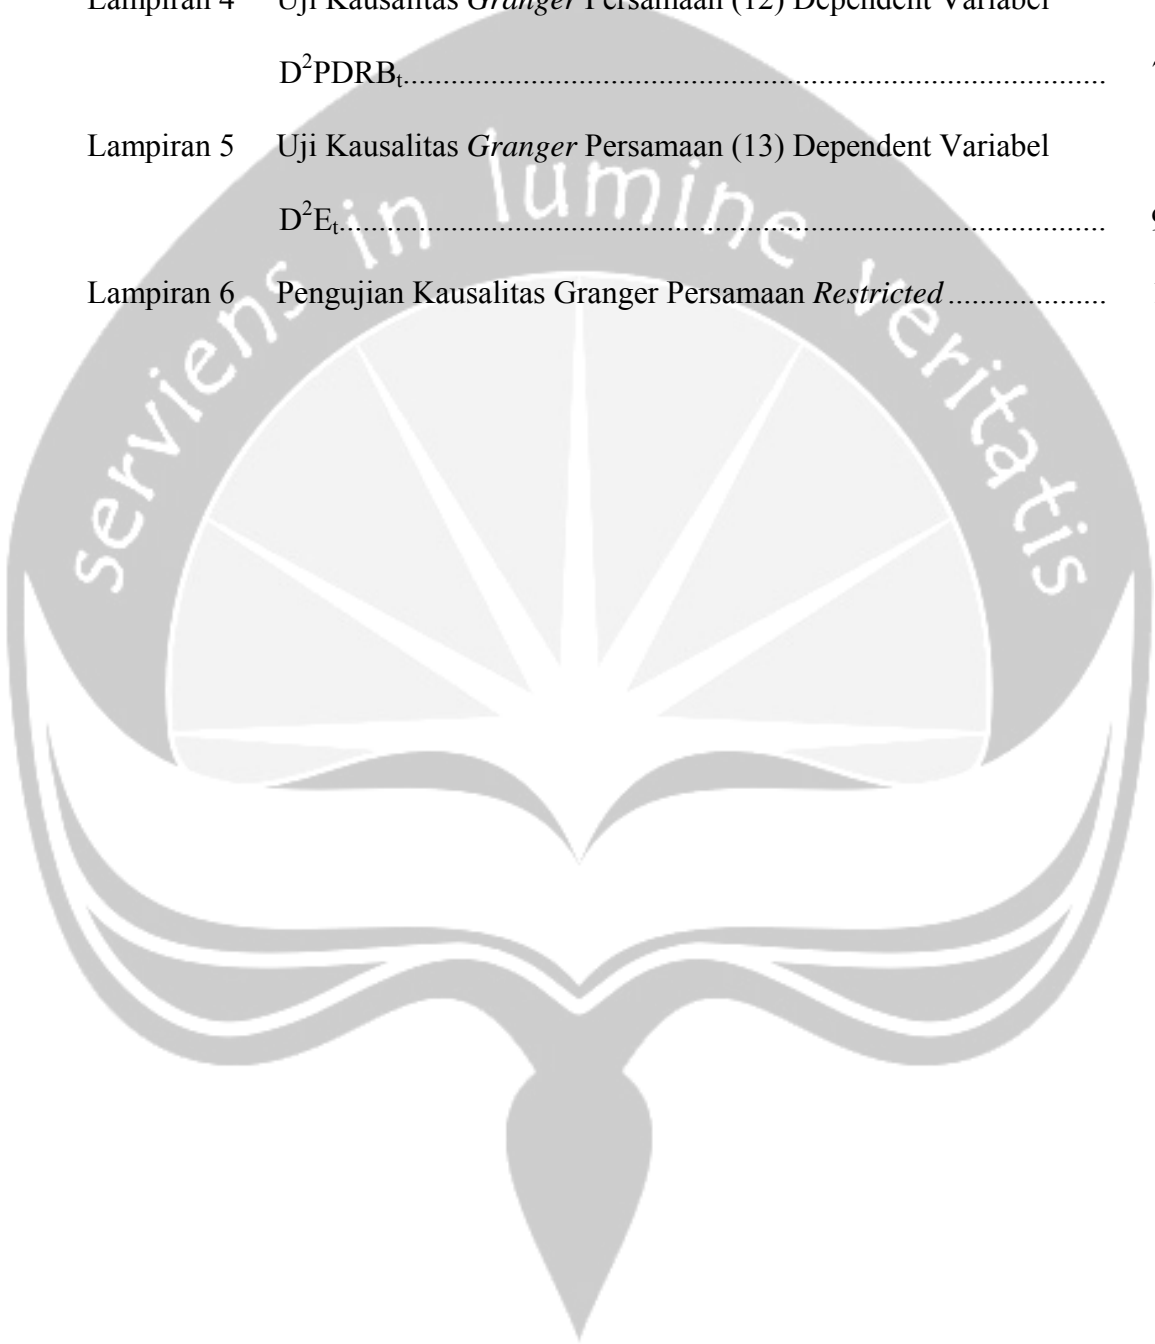 Lampiran 4 Uji Kausalitas Granger Persamaan (12) Dependent Variabel
D²PDRBₜ
Lampiran 5 Uji Kausalitas Granger Persamaan (13) Dependent Variabel
D²Eₜ
Lampiran 6 Pengujian Kausalitas Granger Persamaan Restricted
serviens in lumine veritatis